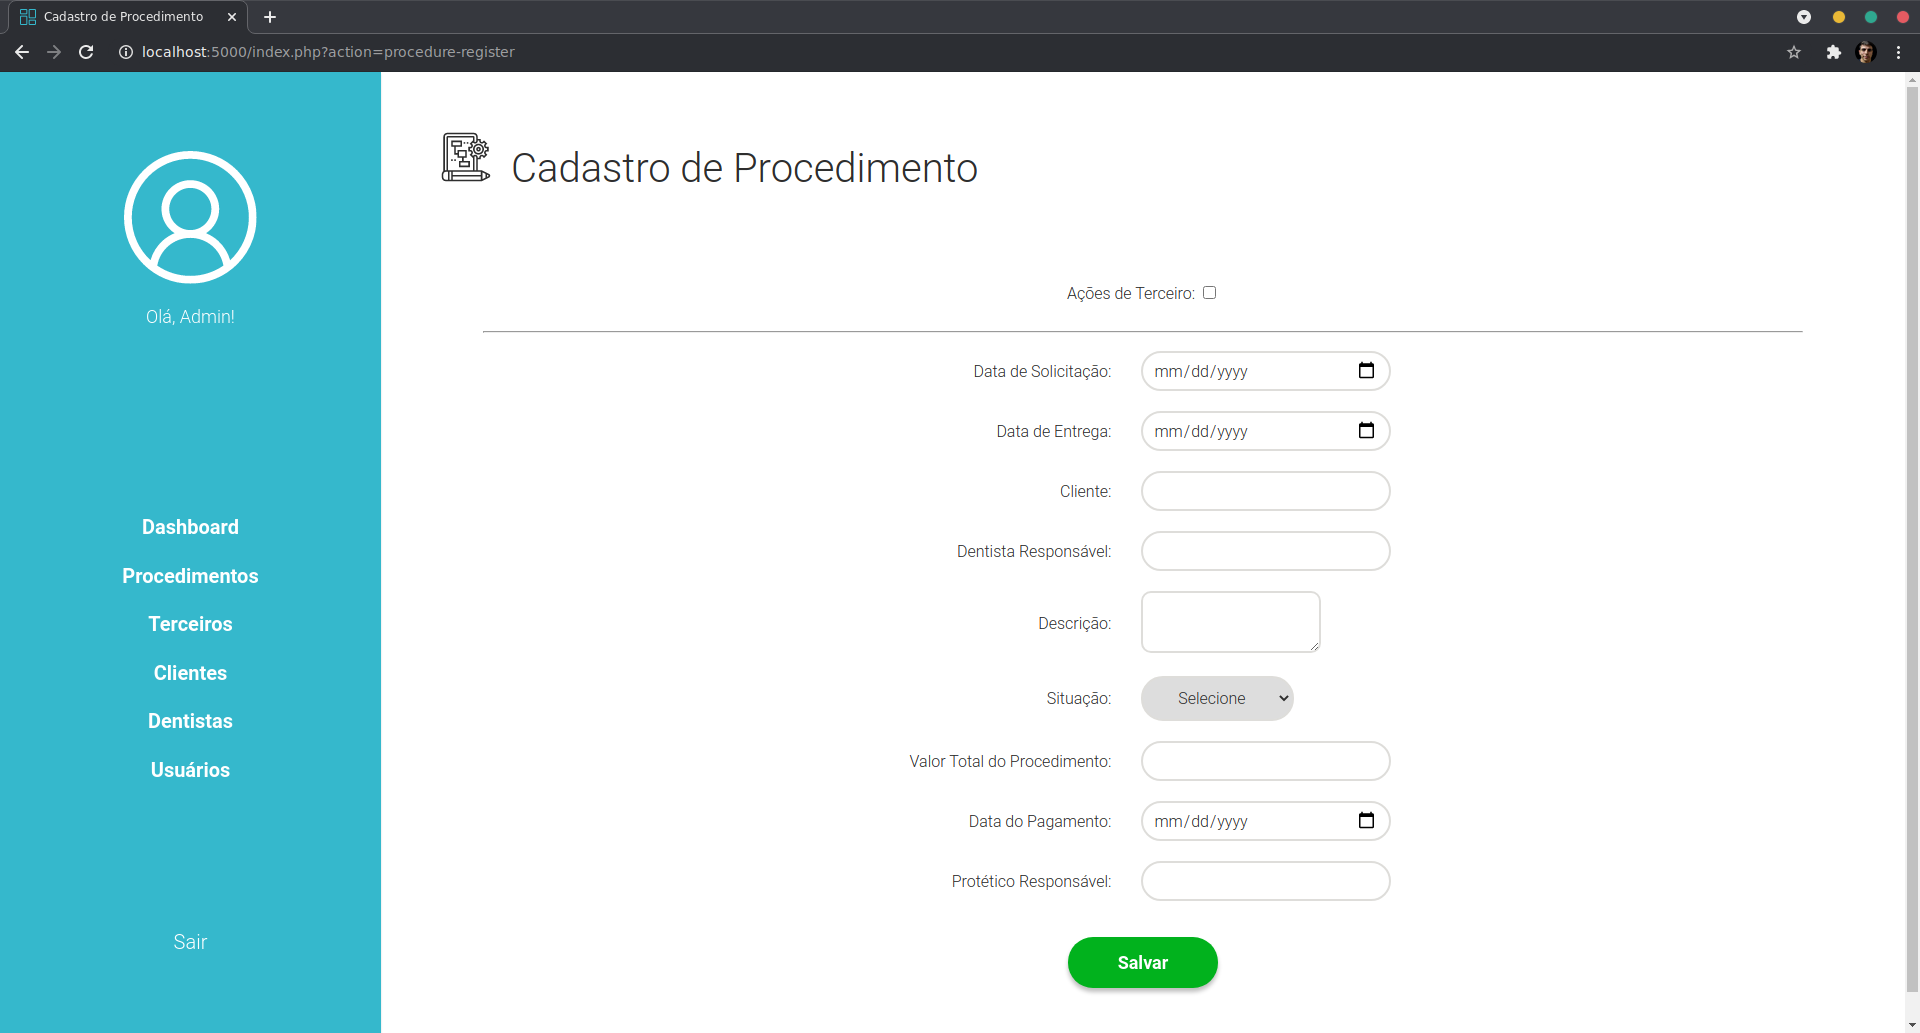 Cadastro de Procedimento
localhost:5000/index.php?action=procedure-register
Olá, Admin!
Dashboard
Procedimentos
Terceiros
Clientes
Dentistas
Usuários
Sair
Cadastro de Procedimento
Ações de Terceiro:
Data de Solicitação: mm/dd/yyyy
Data de Entrega: mm/dd/yyyy
Cliente:
Dentista Responsável:
Descrição:
Situação: Selecione
Valor Total do Procedimento:
Data do Pagamento: mm/dd/yyyy
Protético Responsável:
Salvar